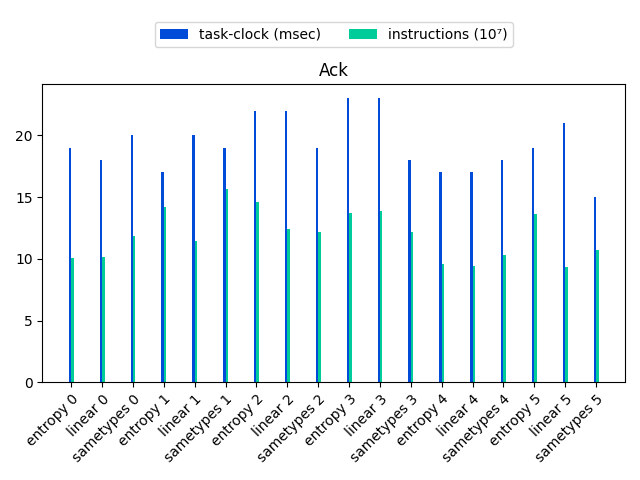 task-clock (msec)
instructions (10⁷)
Ack
20
15
10
5
0
entropy 0
linear 0
sametypes 0
entropy 1
linear 1
sametypes 1
entropy 2
linear 2
sametypes 2
entropy 3
linear 3
sametypes 3
entropy 4
linear 4
sametypes 4
entropy 5
linear 5
sametypes 5